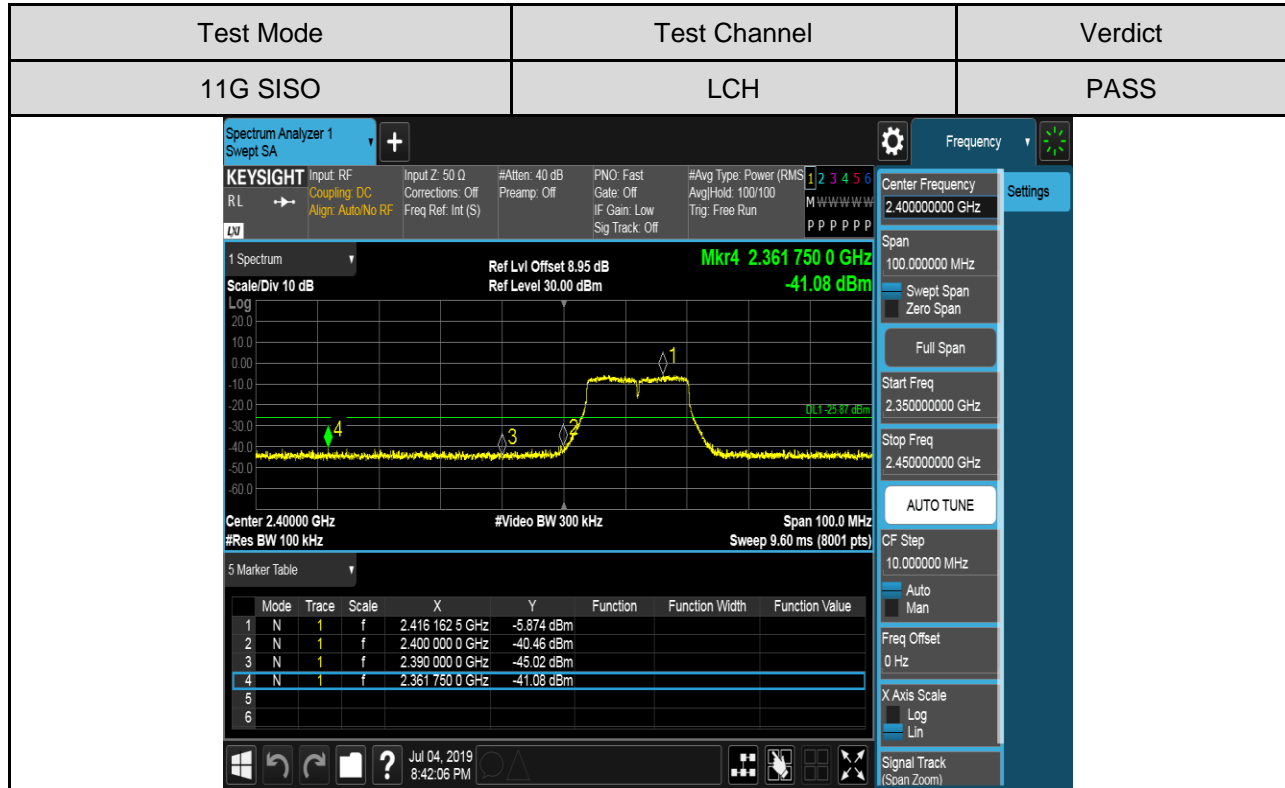 Test Mode Test Channel Verdict
11G SISO LCH PASS
Spectrum Analyzer 1
Swept SA
+
Frequency
KEYSIGHT Input: RF Input Z: 50 Ω #Atten: 40 dB PNO: Fast #Avg Type: Power (RMS 1 2 3 4 5 6
Coupling: DC Corrections: Off Preamp: Off Gate: Off Avg|Hold: 100/100
RL Align: Auto/No RF Freq Ref: Int (S) IF Gain: Low Trig: Free Run M W W W W W
LXI Sig Track: Off P P P P P P
Center Frequency Settings
2.400000000 GHz
1 Spectrum Ref Lvl Offset 8.95 dB Mkr4 2.361 750 0 GHz
Scale/Div 10 dB Ref Level 30.00 dBm -41.08 dBm
Log
20.0
10.0
0.00
-10.0
-20.0
-30.0
-40.0
-50.0
-60.0
1
2
3
4
DL1 -25.87 dBm
Center 2.40000 GHz #Video BW 300 kHz Span 100.0 MHz
#Res BW 100 kHz Sweep 9.60 ms (8001 pts)
Span
100.000000 MHz
Swept Span
Zero Span
Full Span
Start Freq
2.350000000 GHz
Stop Freq
2.450000000 GHz
AUTO TUNE
CF Step
10.000000 MHz
Auto
Man
Freq Offset
0 Hz
X Axis Scale
Log
Lin
Signal Track
(Span Zoom)
5 Marker Table
Mode Trace Scale X Y Function Function Width Function Value
1 N 1 f 2.416 162 5 GHz -5.874 dBm
2 N 1 f 2.400 000 0 GHz -40.46 dBm
3 N 1 f 2.390 000 0 GHz -45.02 dBm
4 N 1 f 2.361 750 0 GHz -41.08 dBm
5
6
? Jul 04, 2019
8:42:06 PM